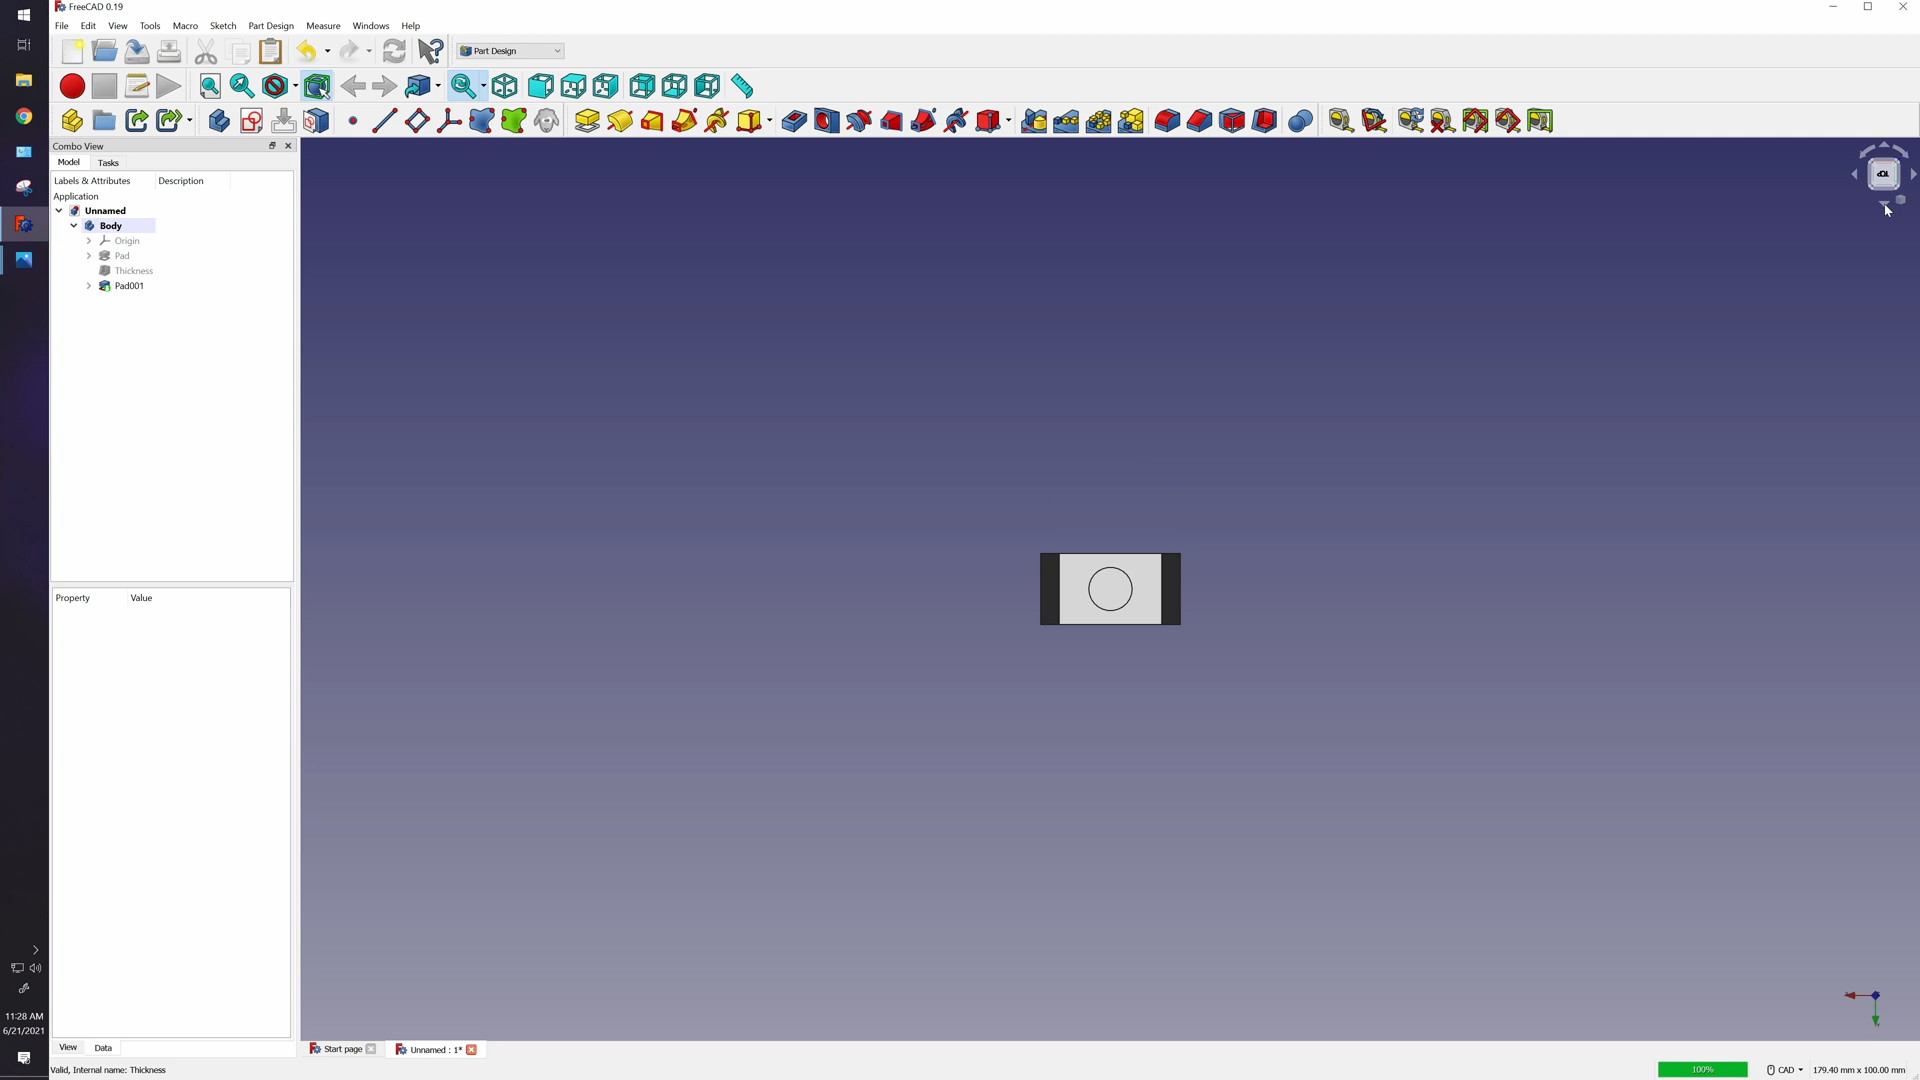 FreeCAD 0.19
File Edit View Tools Macro Sketch Part Design Measure Windows Help
Part Design
Combo View
Model Tasks
Labels & Attributes Description
Application
Unnamed
Body
Origin
Pad
Thickness
Pad001
TOP
Property Value
11:28 AM
6/21/2021
View Data
Start page Unnamed : 1*
Valid, Internal name: Thickness
100% CAD 179.40 mm x 100.00 mm